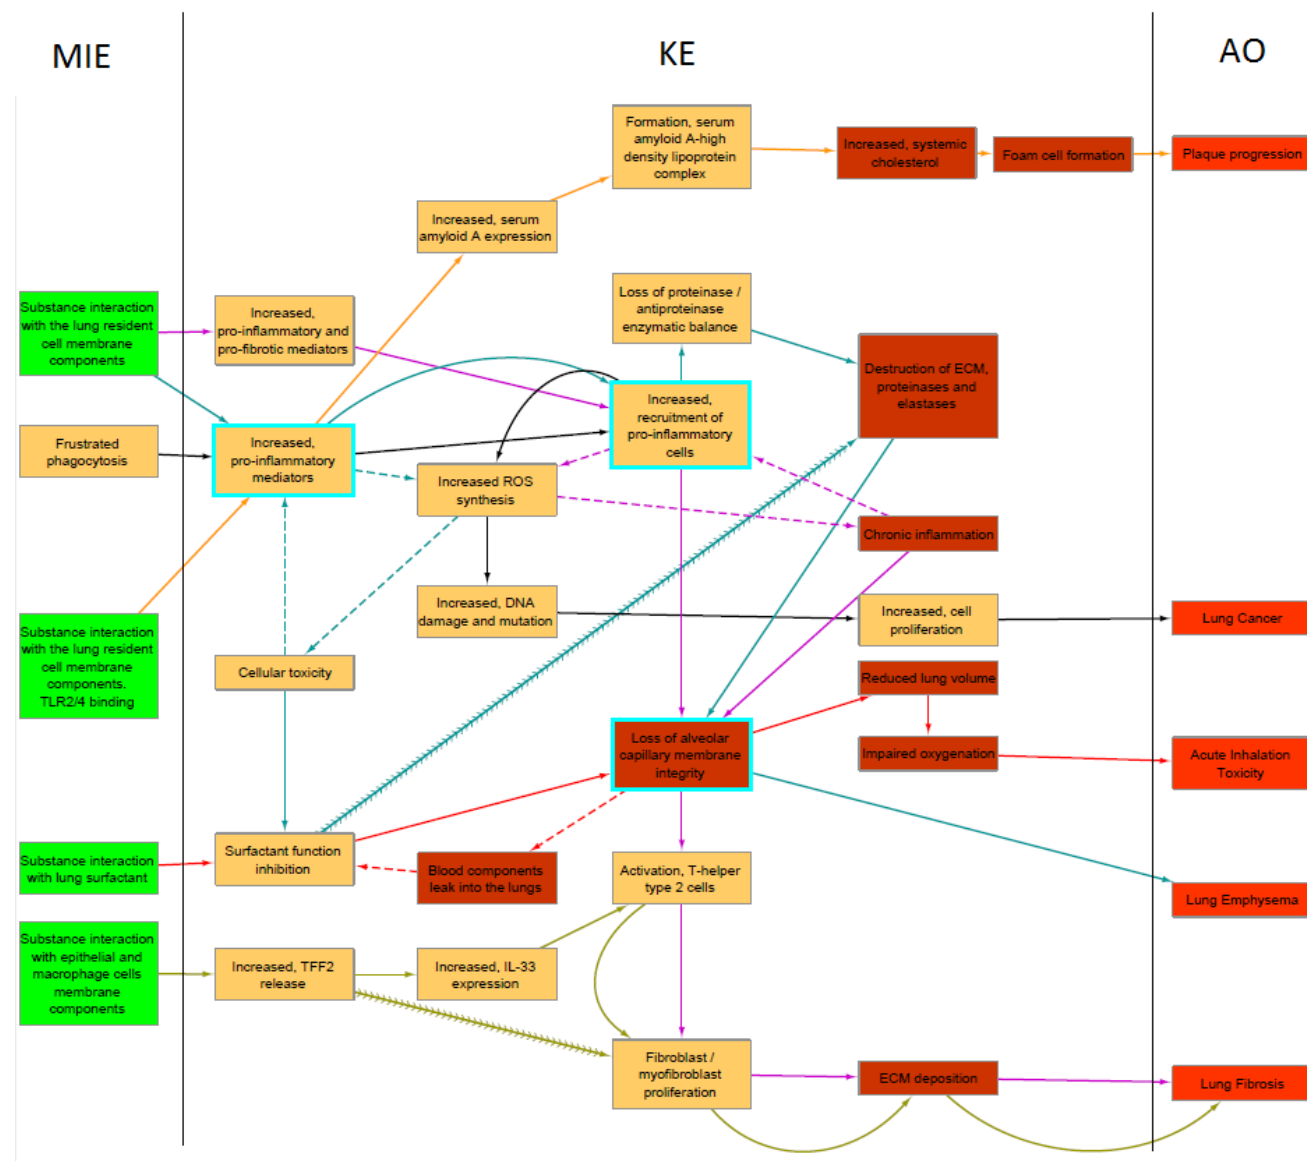 MIE
KE
AO
Formation, serum
amyloid A-high
density lipoprotein
complex
Increased, systemic
cholesterol
Foam cell formation
Plaque progression
Increased, serum
amyloid A expression
Substance interaction
with the lung resident
cell membrane
components
Increased,
pro-inflammatory and
pro-fibrotic mediators
Loss of proteinase /
antiproteinase
enzymatic balance
Destruction of ECM,
proteinases and
elastases
Frustrated
phagocytosis
Increased,
pro-inflammatory
mediators
Increased,
recruitment of
pro-inflammatory
cells
Increased ROS
synthesis
Chronic inflammation
Increased, DNA
damage and mutation
Increased, cell
proliferation
Lung Cancer
Substance interaction
with the lung resident
cell membrane
components.
TLR2/4 binding
Cellular toxicity
Reduced lung volume
Loss of alveolar
capillary membrane
integrity
Impaired oxygenation
Acute Inhalation
Toxicity
Substance interaction
with lung surfactant
Surfactant function
inhibition
Blood components
leak into the lungs
Activation, T-helper
type 2 cells
Lung Emphysema
Substance interaction
with epithelial and
macrophage cells
membrane
components
Increased, TFF2
release
Increased, IL-33
expression
Fibroblast /
myofibroblast
proliferation
ECM deposition
Lung Fibrosis